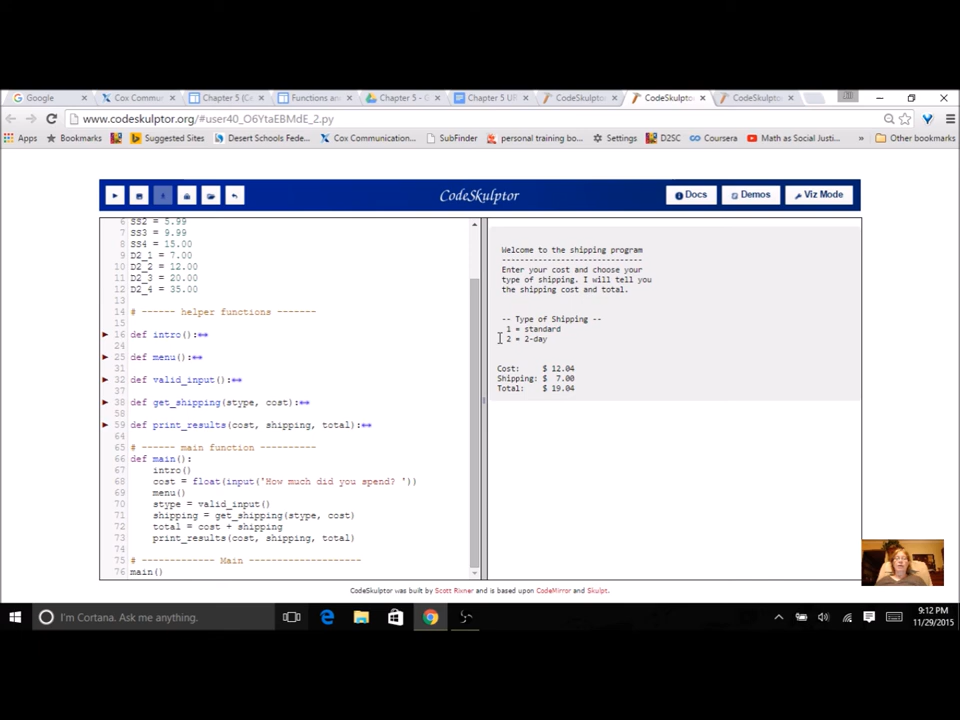 Google
Cox Commu
Chapter 5 (Ce
Functions an
Chapter 5 - G
Chapter 5 UP
CodeSkulptor
CodeSkulptor
CodeSkulpto
www.codeskulptor.org/#user40_O6YtaEBMdE_2.py
Apps
Bookmarks
Suggested Sites
Desert Schools Fede...
Cox Communication...
SubFinder
personal training bo...
Settings
D2SC
Coursera
Math as Social Justi...
Other bookmarks
CodeSkulptor
Docs
Demos
Viz Mode
6 SS2 = 5.99
7 SS3 = 9.99
8 SS4 = 15.00
9 D2_1 = 7.00
10 D2_2 = 12.00
11 D2_3 = 20.00
12 D2_4 = 35.00
13
14 # ------ helper functions -------
15
16 def intro():
24
25 def menu():
31
32 def valid_input():
37
38 def get_shipping(stype, cost):
58
59 def print_results(cost, shipping, total):
64
65 # ------ main function ----------
66 def main():
67 intro()
68 cost = float(input('How much did you spend? '))
69 menu()
70 stype = valid_input()
71 shipping = get_shipping(stype, cost)
72 total = cost + shipping
73 print_results(cost, shipping, total)
74
75 # ------------- Main --------------------
76 main()
Welcome to the shipping program
-------------------------------
Enter your cost and choose your
type of shipping. I will tell you
the shipping cost and total.
-- Type of Shipping --
1 = standard
2 = 2-day
Cost: $ 12.04
Shipping: $ 7.00
Total: $ 19.04
CodeSkulptor was built by Scott Rixner and is based upon CodeMirror and Skulpt.
I'm Cortana. Ask me anything.
9:12 PM
11/29/2015